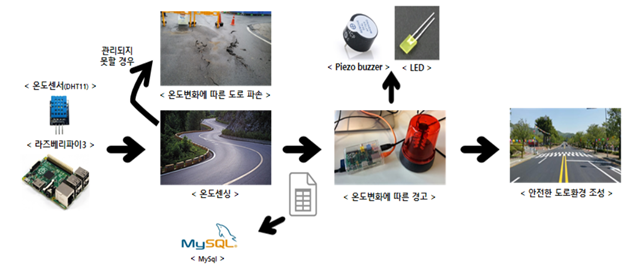 관리되지
못할 경우
< 온도센서(DHT11) >
< 온도변화에 따른 도로 파손 >
< Piezo buzzer >
< LED >
< 라즈베리파이3 >
< 온도센싱 >
< 온도변화에 따른 경고 >
< 안전한 도로환경 조성 >
MySQL
< MySql >